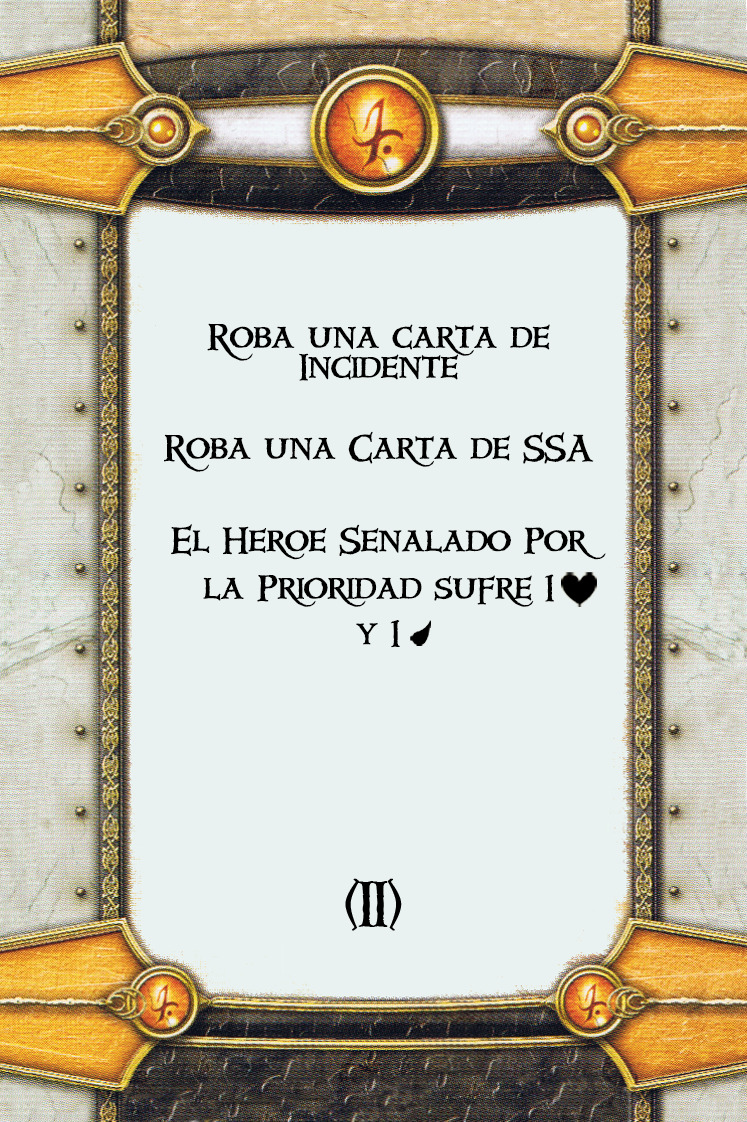 Roba una carta de
Incidente
Roba una Carta de SSA
El Heroe Senalado Por
la Prioridad sufre 1
y 1
(II)